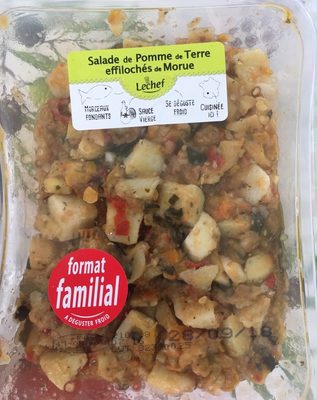 Salade de Pomme de Terre
effilochés de Morue
Lechef
MORCEAUX
FONDANTS
SAUCE
VIERGE
SE DÉGUSTE
FROID
CUISINÉE
ICI !
format
familial
A DÉGUSTER FROID